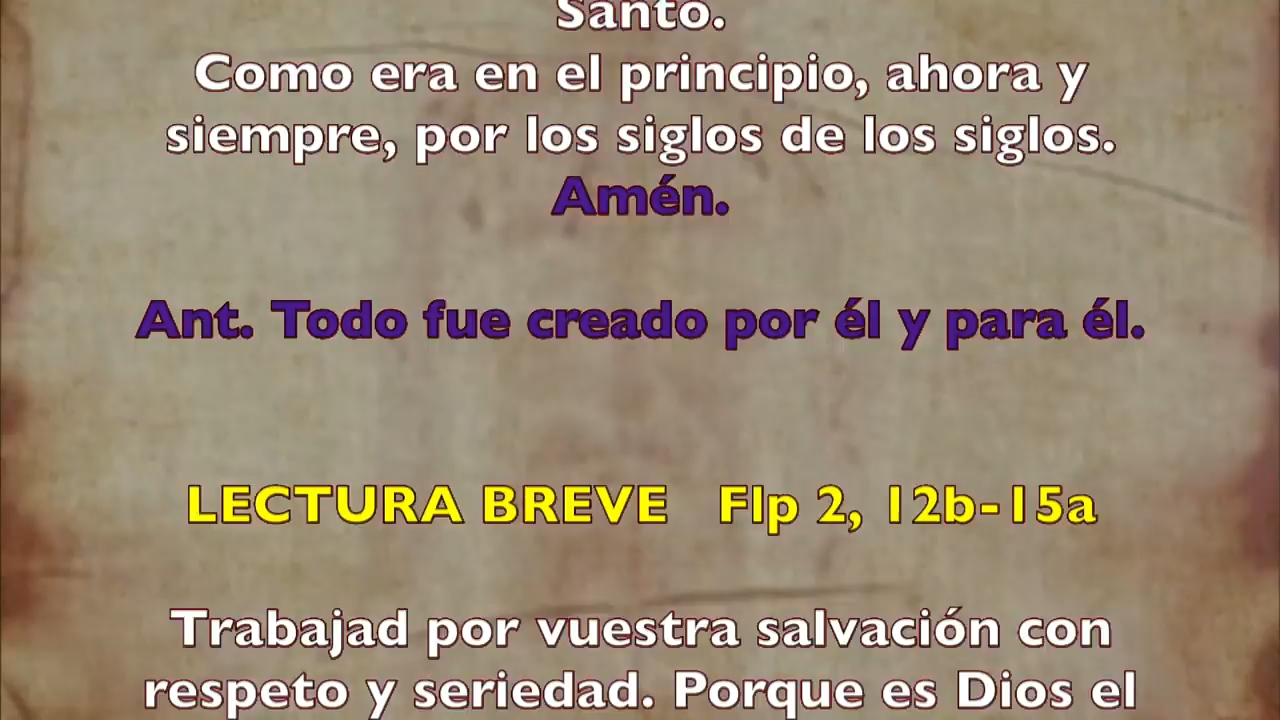 Santo.
Como era en el principio, ahora y
siempre, por los siglos de los siglos.
Amén.
Ant. Todo fue creado por él y para él.
LECTURA BREVE Flp 2, 12b-15a
Trabajad por vuestra salvación con
respeto y seriedad. Porque es Dios el